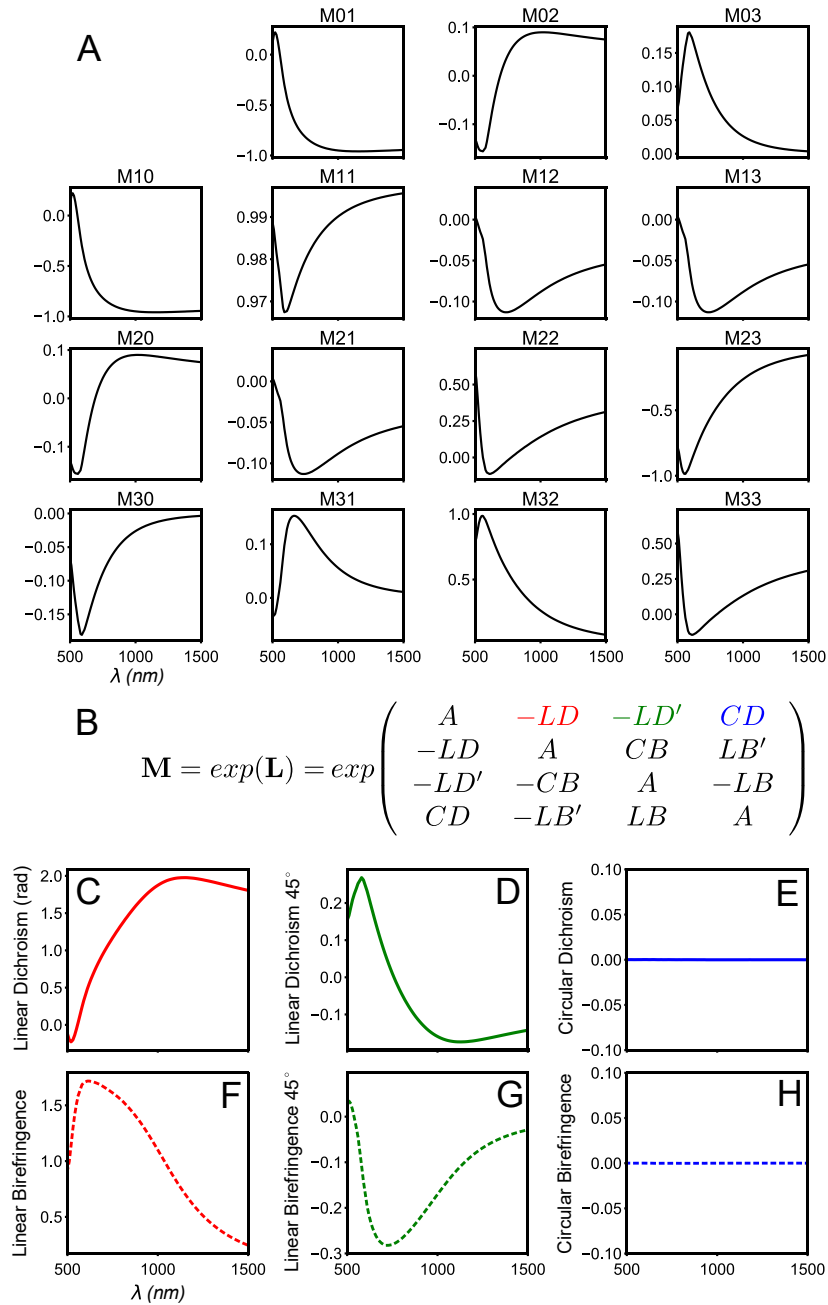 A
M01 M02 M03
0.0 −0.5 −1.0
0.1 0.0 −0.1
0.15 0.10 0.05 0.00
M10 M11 M12 M13
0.0 −0.5 −1.0
0.99 0.98 0.97
0.00 −0.05 −0.10
0.00 −0.05 −0.10
M20 M21 M22 M23
0.1 0.0 −0.1
0.00 −0.05 −0.10
0.50 0.25 0.00
−0.5 −1.0
M30 M31 M32 M33
0.00 −0.05 −0.10 −0.15
0.1 0.0
1.0 0.5
0.50 0.25 0.00
500 1000 1500 500 1000 1500 500 1000 1500 500 1000 1500
λ (nm)
B
A −LD −LD′ CD
−LD A CB LB′
M = exp(L) = exp
−LD′ −CB A −LB
CD −LB′ LB A
C
Linear Dichroism (rad)
2.0 1.5 1.0 0.5 0.0
D
Linear Dichroism 45°
0.2 0.1 0.0 −0.1
E
Circular Dichroism
0.10 0.05 0.00 −0.05 −0.10
F
Linear Birefringence
1.5 1.0 0.5
500 1000 1500
λ (nm)
G
Linear Birefringence 45°
0.0 −0.1 −0.2 −0.3
500 1000 1500
H
Circular Birefringence
0.10 0.05 0.00 −0.05 −0.10
500 1000 1500